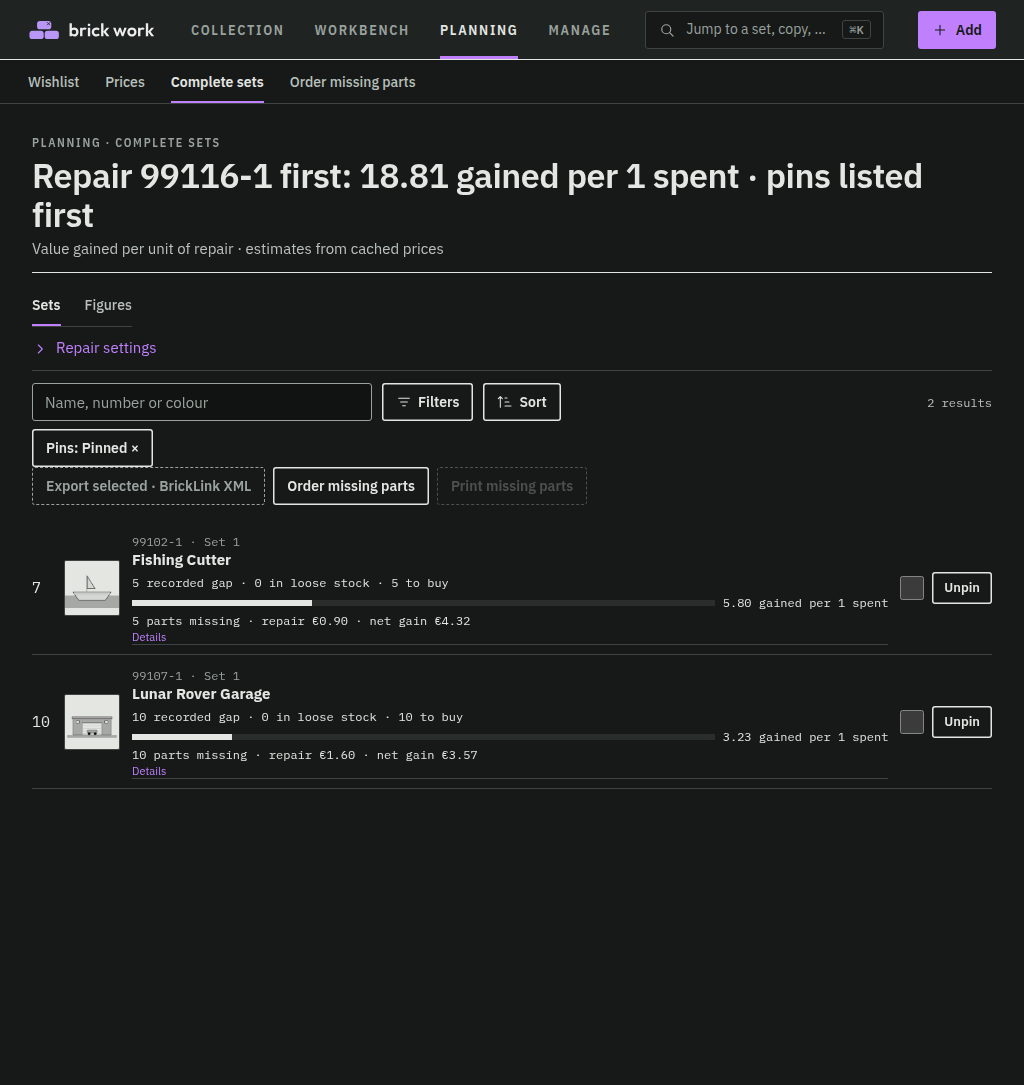 brick work
COLLECTION
WORKBENCH
PLANNING
MANAGE
Jump to a set, copy, ...
⌘K
+ Add
Wishlist
Prices
Complete sets
Order missing parts
PLANNING · COMPLETE SETS
Repair 99116-1 first: 18.81 gained per 1 spent · pins listed
first
Value gained per unit of repair · estimates from cached prices
Sets
Figures
Repair settings
Name, number or colour
Filters
Sort
2 results
Pins: Pinned ×
Export selected · BrickLink XML
Order missing parts
Print missing parts
7
99102-1 · Set 1
Fishing Cutter
5 recorded gap · 0 in loose stock · 5 to buy
5.80 gained per 1 spent
5 parts missing · repair €0.90 · net gain €4.32
Details
Unpin
10
99107-1 · Set 1
Lunar Rover Garage
10 recorded gap · 0 in loose stock · 10 to buy
3.23 gained per 1 spent
10 parts missing · repair €1.60 · net gain €3.57
Details
Unpin